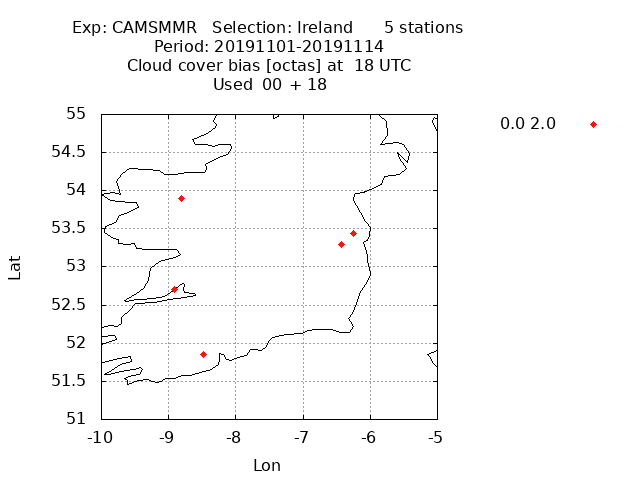 Exp: CAMSMMR   Selection: Ireland      5 stations
Period: 20191101-20191114
Cloud cover bias [octas] at  18 UTC
Used  00 + 18
0.0 2.0
55
54.5
54
53.5
53
52.5
52
51.5
51
Lat
-10 -9 -8 -7 -6 -5
Lon